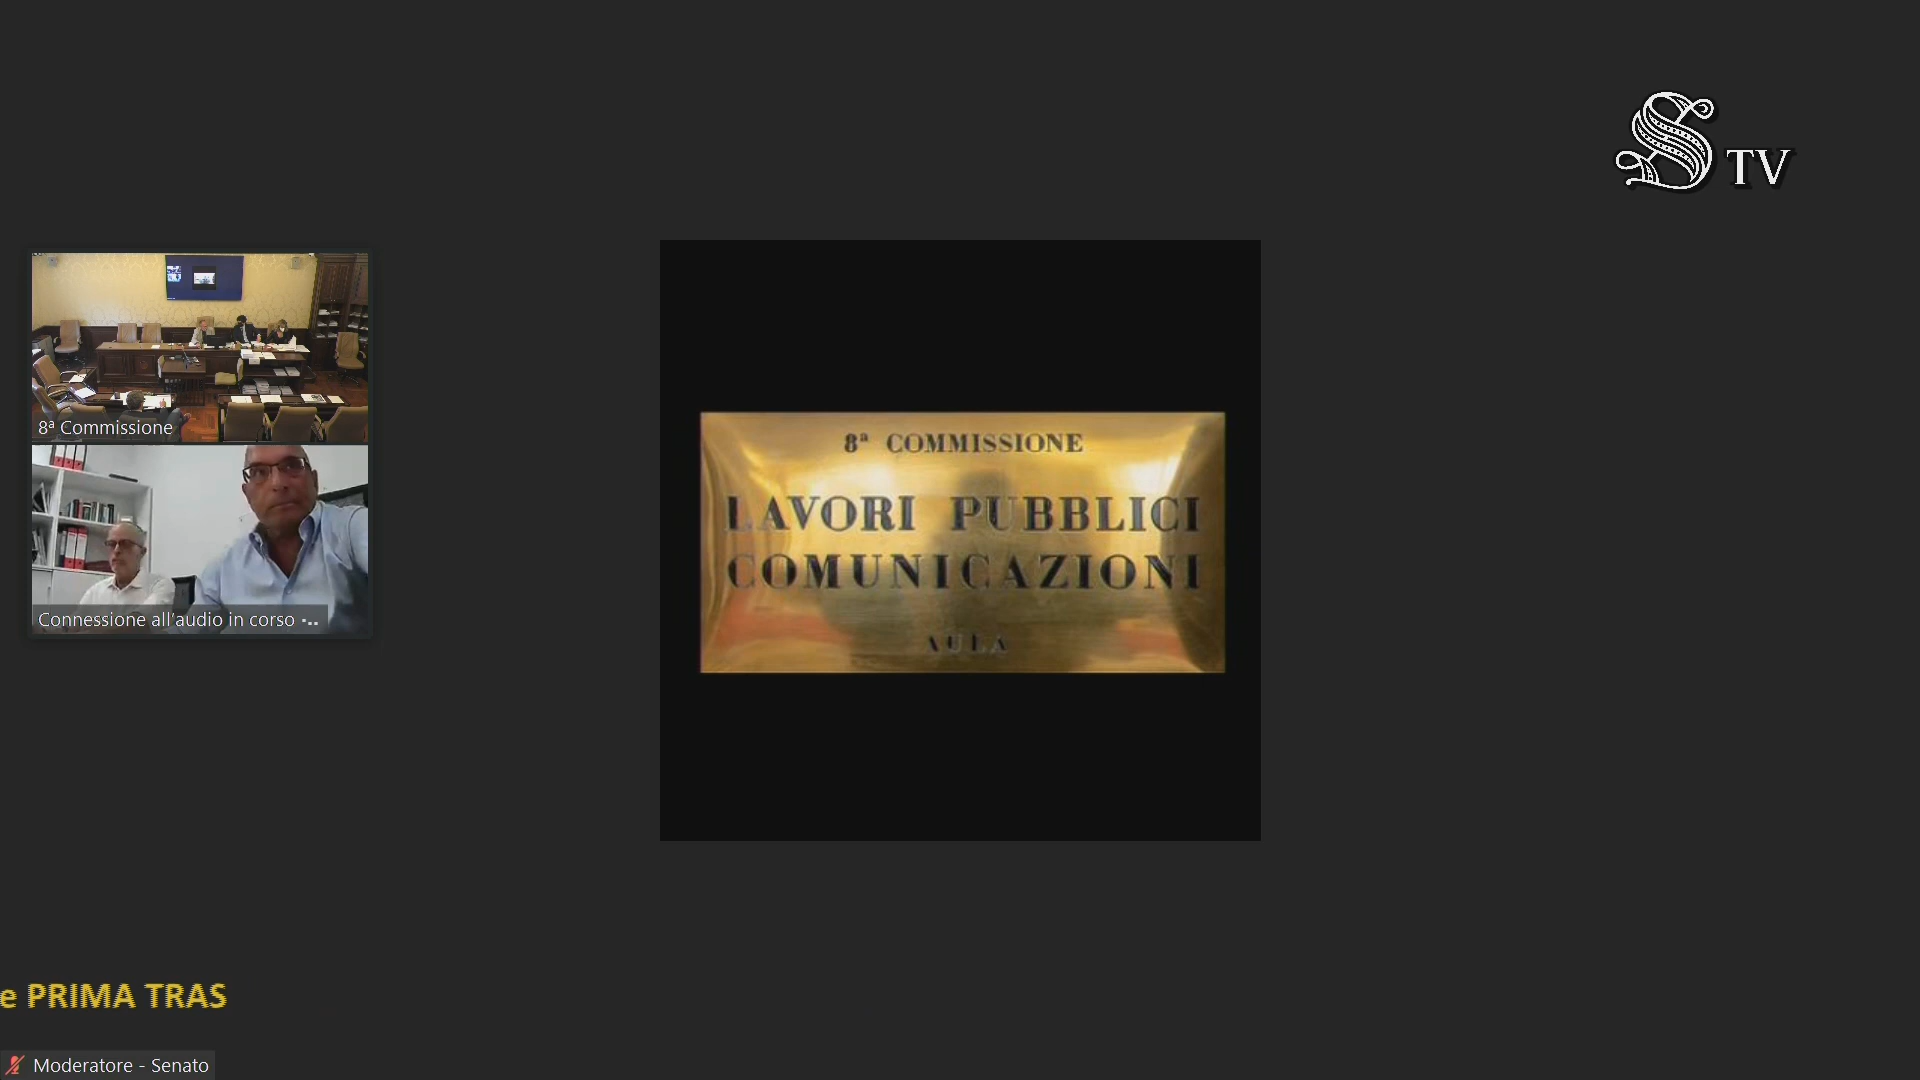 S TV
8ª Commissione
Connessione all'audio in corso ...
8ª COMMISSIONE
LAVORI PUBBLICI
COMUNICAZIONI
AULA
e PRIMA TRAS
Moderatore - Senato